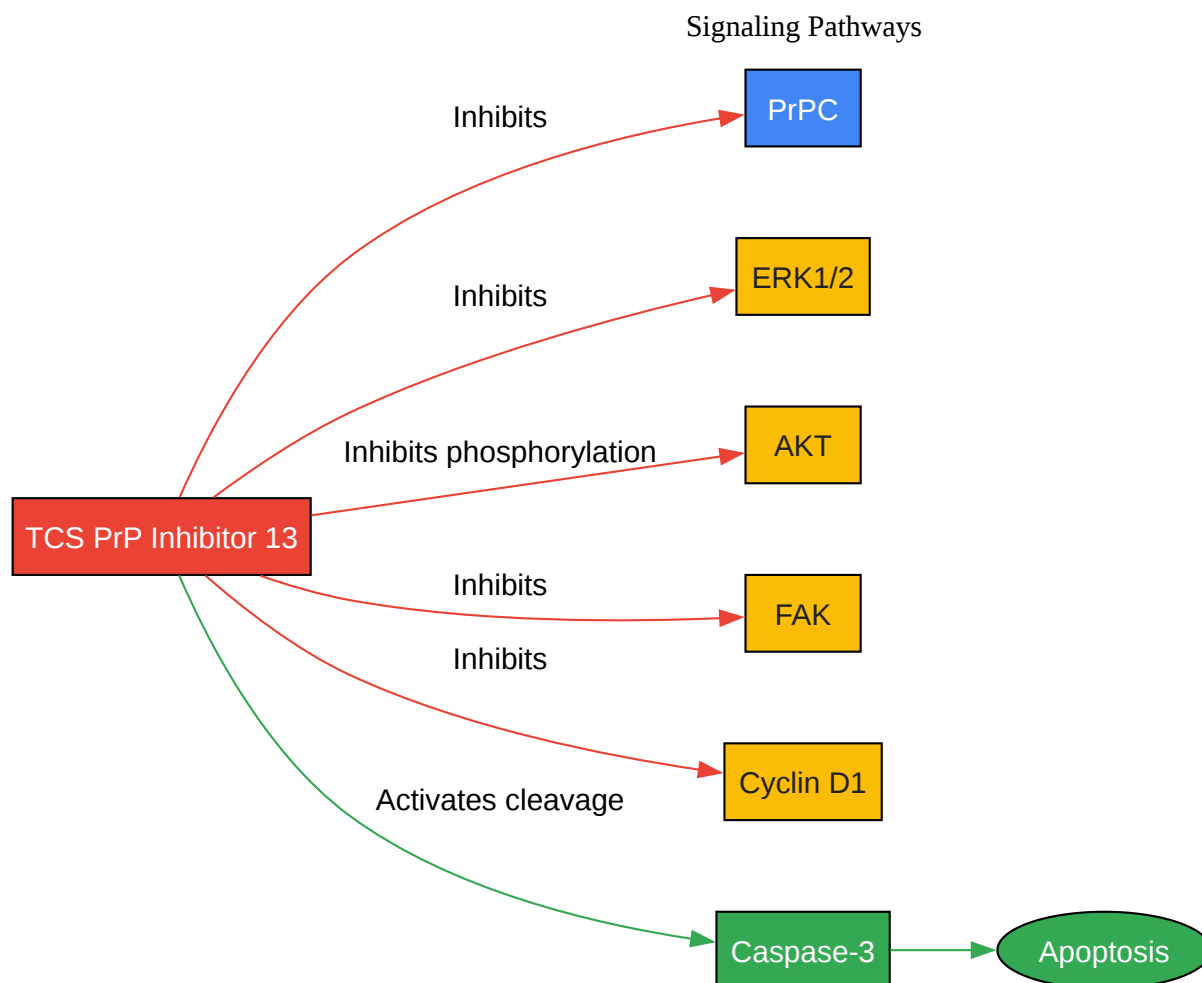 Signaling Pathways
PrPC
Inhibits
ERK1/2
Inhibits
AKT
Inhibits phosphorylation
TCS PrP Inhibitor 13
Inhibits
FAK
Inhibits
Cyclin D1
Activates cleavage
Caspase-3
Apoptosis